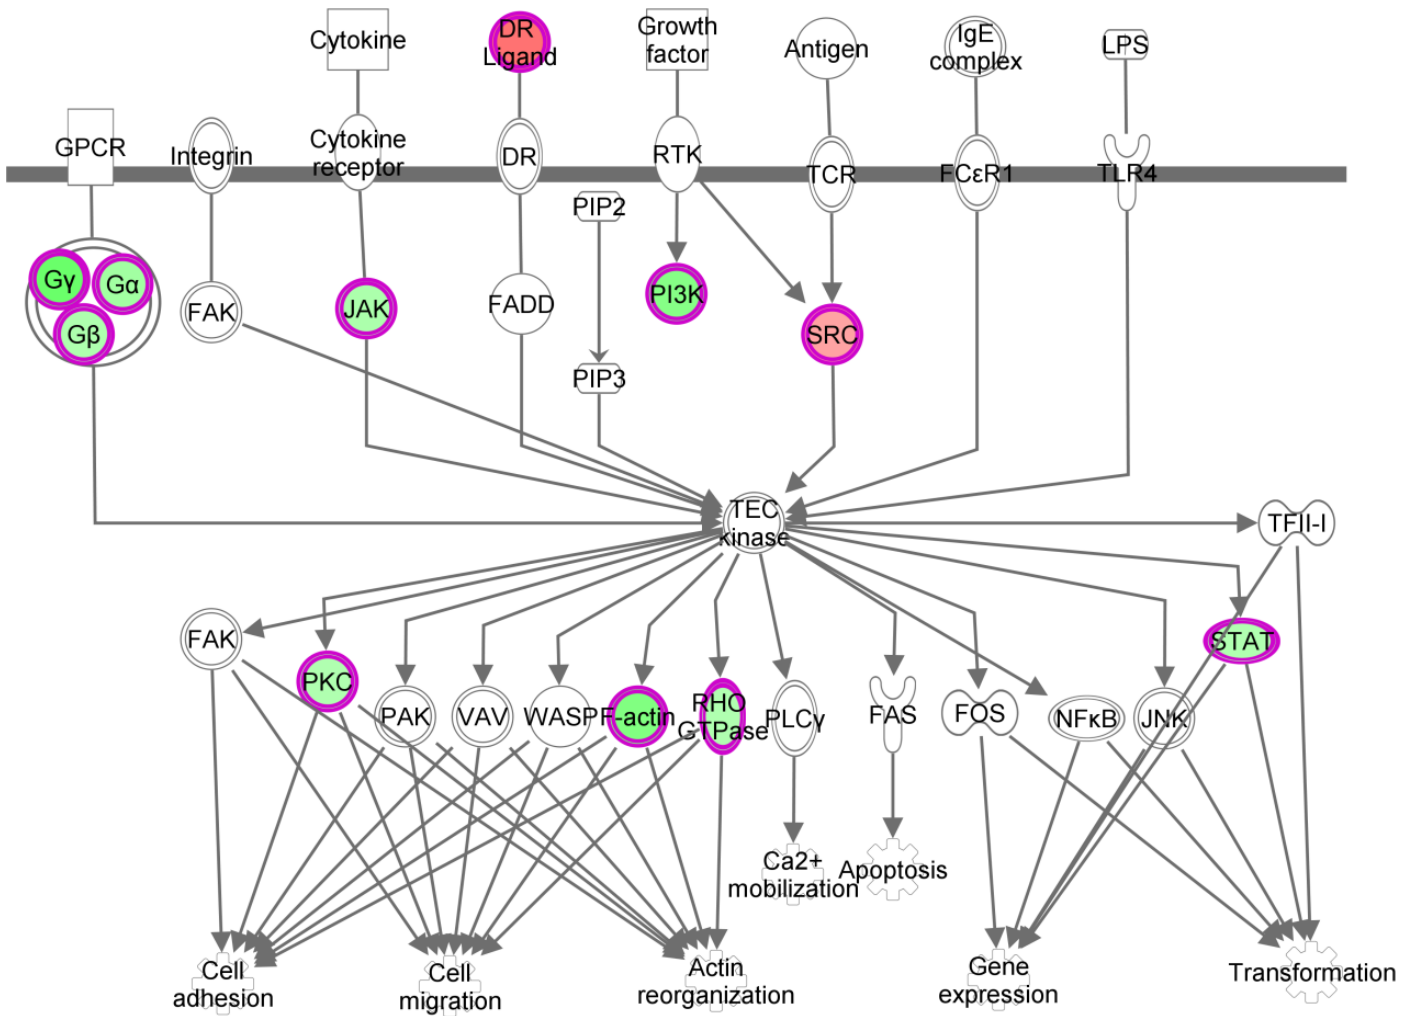 Cytokine
DR
Ligand
Growth
factor
Antigen
IgE
complex
LPS
GPCR
Integrin
Cytokine
receptor
DR
RTK
TCR
FCεR1
TLR4
PIP2
Gγ
Gα
Gβ
FAK
JAK
FADD
PI3K
SRC
PIP3
TEC
kinase
TFII-I
FAK
PKC
PAK
VAV
WASP
F-actin
RHO
GTPase
PLCγ
FAS
FOS
NFκB
JNK
STAT
Ca2+
mobilization
Apoptosis
Cell
adhesion
Cell
migration
Actin
reorganization
Gene
expression
Transformation